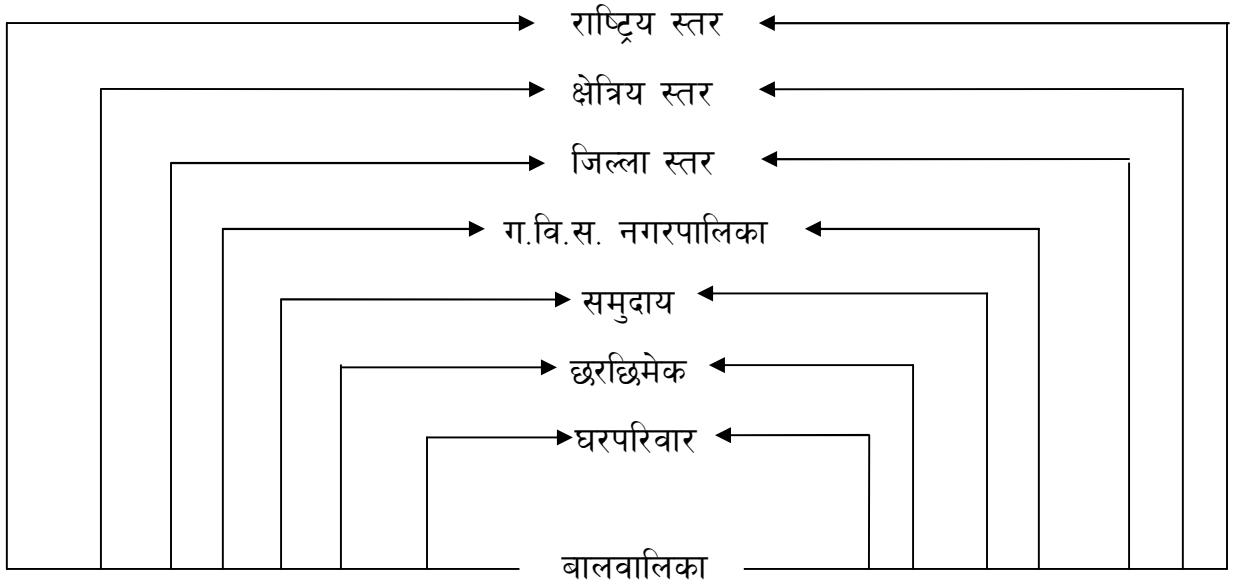 राष्ट्रिय स्तर
क्षेत्रिय स्तर
जिल्ला स्तर
ग.वि.स. नगरपालिका
समुदाय
छरछिमेक
घरपरिवार
बालवालिका